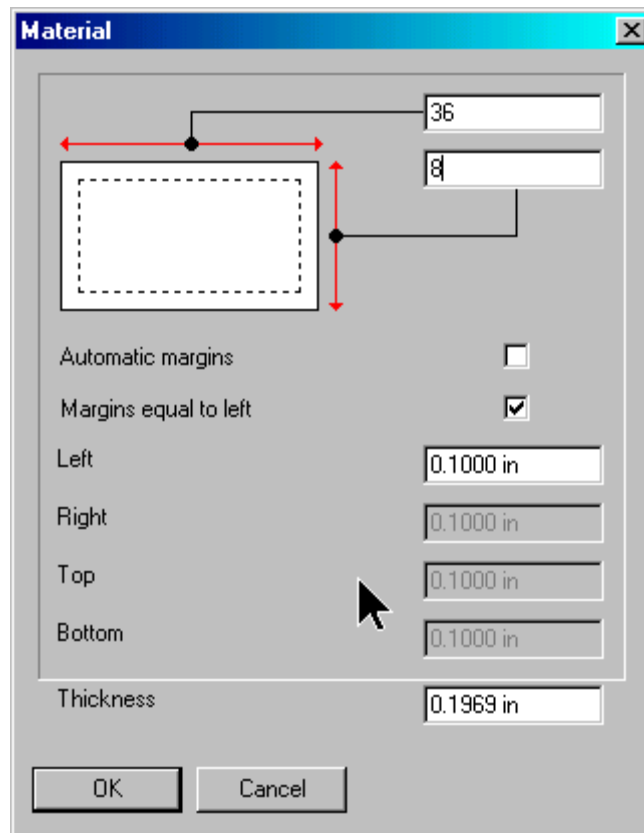 Material
36
8
Automatic margins
Margins equal to left
Left 0.1000 in
Right 0.1000 in
Top 0.1000 in
Bottom 0.1000 in
Thickness 0.1969 in
OK Cancel